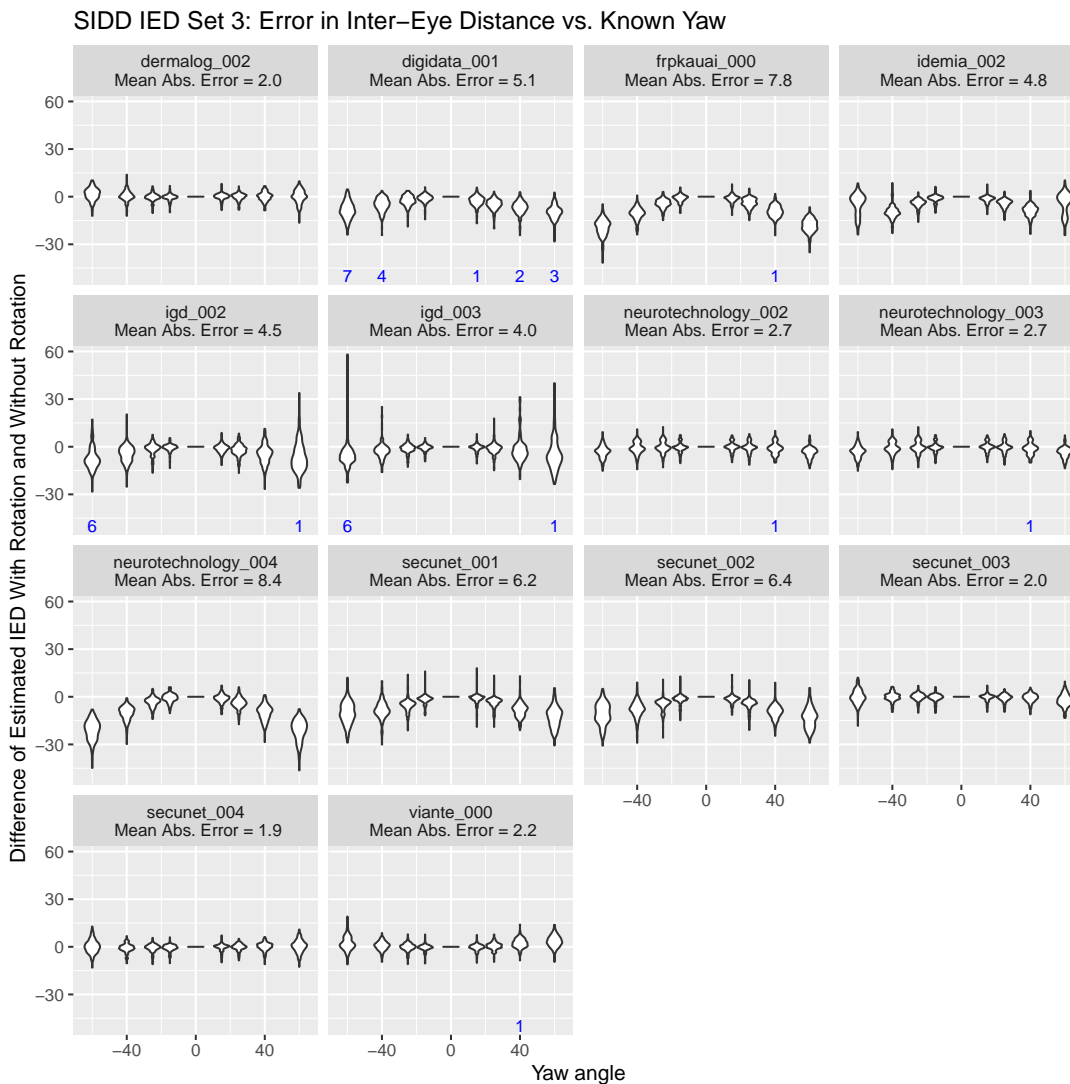 SIDD IED Set 3: Error in Inter−Eye Distance vs. Known Yaw
dermalog_002
Mean Abs. Error = 2.0
digidata_001
Mean Abs. Error = 5.1
frpkauai_000
Mean Abs. Error = 7.8
idemia_002
Mean Abs. Error = 4.8
60
30
0
−30
7 4 1 2 3
1
igd_002
Mean Abs. Error = 4.5
igd_003
Mean Abs. Error = 4.0
neurotechnology_002
Mean Abs. Error = 2.7
neurotechnology_003
Mean Abs. Error = 2.7
60
30
0
−30
6 1
6 1
1
1
neurotechnology_004
Mean Abs. Error = 8.4
secunet_001
Mean Abs. Error = 6.2
secunet_002
Mean Abs. Error = 6.4
secunet_003
Mean Abs. Error = 2.0
60
30
0
−30
−40 0 40
−40 0 40
secunet_004
Mean Abs. Error = 1.9
viante_000
Mean Abs. Error = 2.2
60
30
0
−30
1
−40 0 40
−40 0 40
Yaw angle
Difference of Estimated IED With Rotation and Without Rotation